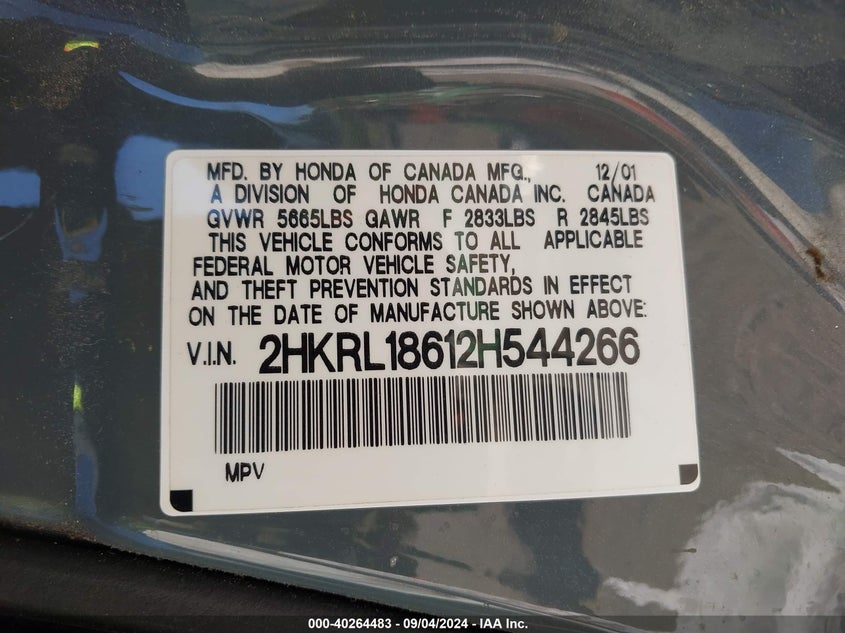 MFD. BY HONDA OF CANADA MFG., 12/01
A DIVISION OF HONDA CANADA INC. CANADA
GVWR 5665LBS GAWR F 2833LBS R 2845LBS
THIS VEHICLE CONFORMS TO ALL APPLICABLE
FEDERAL MOTOR VEHICLE SAFETY,
AND THEFT PREVENTION STANDARDS IN EFFECT
ON THE DATE OF MANUFACTURE SHOWN ABOVE:
V.I.N. 2HKRL18612H544266
MPV
000-40264483 - 09/04/2024 - IAA Inc.